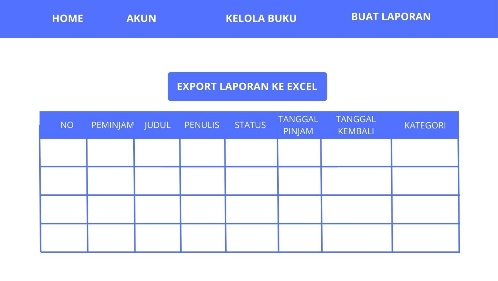 HOME AKUN KELOLA BUKU BUAT LAPORAN
EXPORT LAPORAN KE EXCEL
NO PEMINJAM JUDUL PENULIS STATUS TANGGAL PINJAM TANGGAL KEMBALI KATEGORI